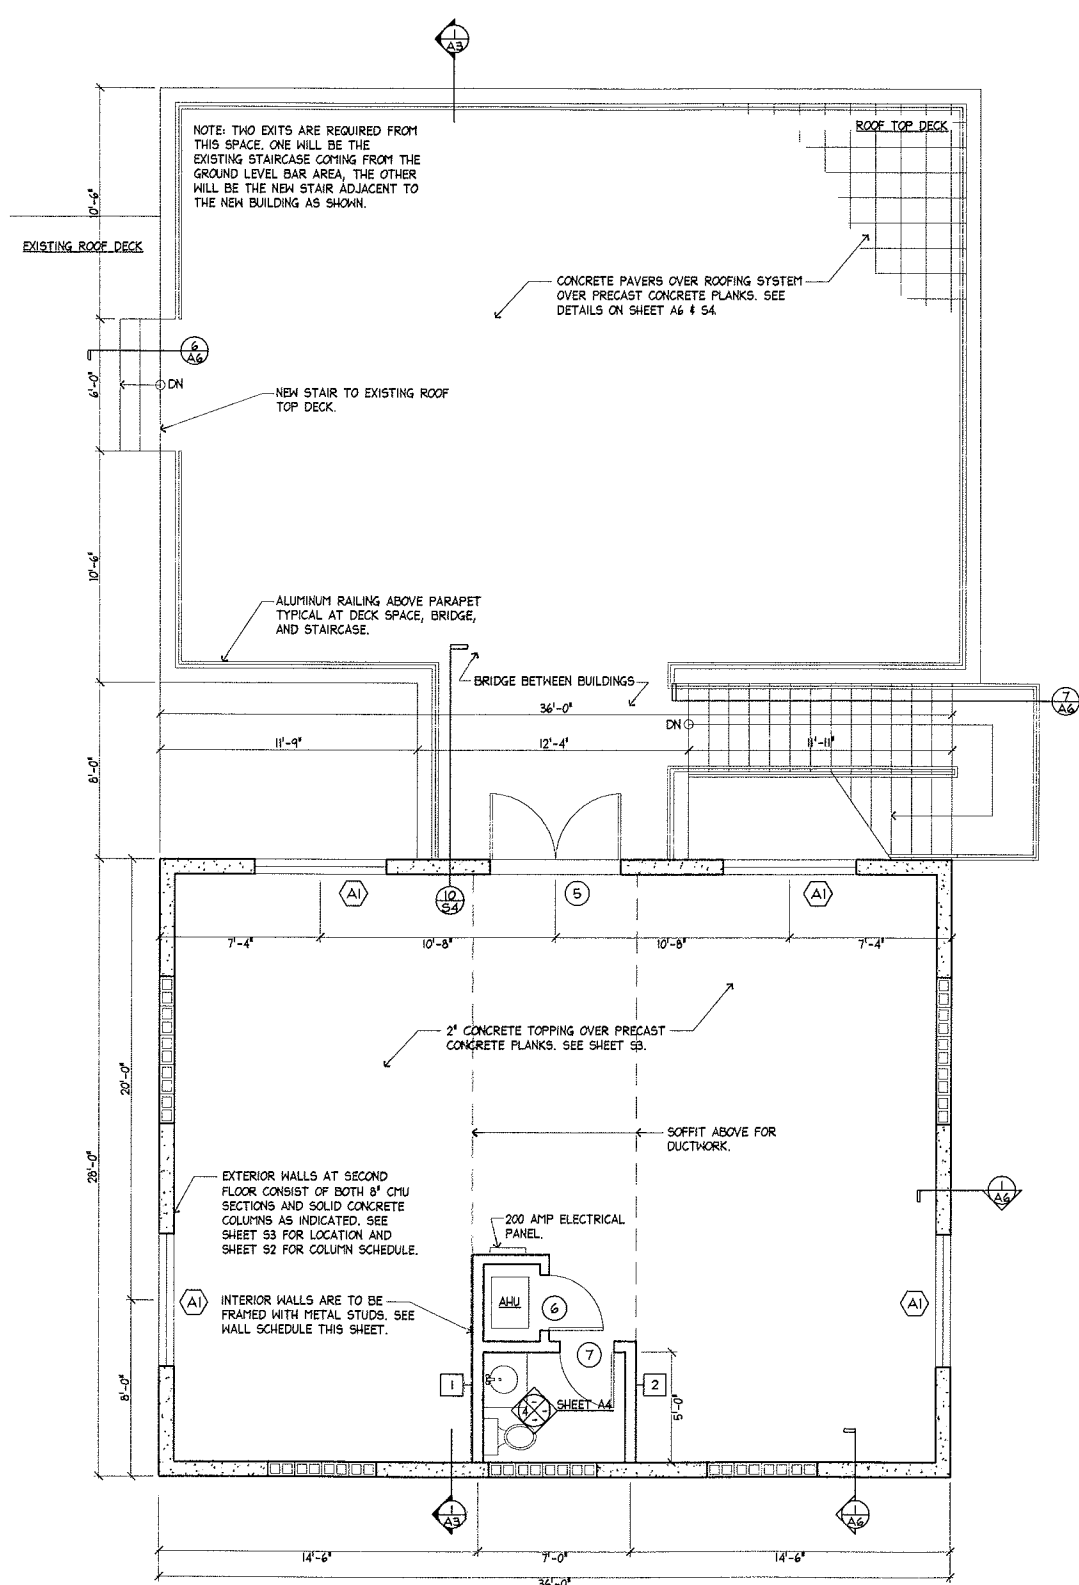 1
A3
NOTE: TWO EXITS ARE REQUIRED FROM
THIS SPACE. ONE WILL BE THE
EXISTING STAIRCASE COMING FROM THE
GROUND LEVEL BAR AREA, THE OTHER
WILL BE THE NEW STAIR ADJACENT TO
THE NEW BUILDING AS SHOWN.
ROOF TOP DECK
10'-6"
EXISTING ROOF DECK
CONCRETE PAVERS OVER ROOFING SYSTEM
OVER PRECAST CONCRETE PLANKS. SEE
DETAILS ON SHEET A6 & S4.
6
A6
6'-0"
DN
NEW STAIR TO EXISTING ROOF
TOP DECK.
10'-6"
ALUMINUM RAILING ABOVE PARAPET
TYPICAL AT DECK SPACE, BRIDGE,
AND STAIRCASE.
BRIDGE BETWEEN BUILDINGS
7
A6
36'-0"
DN
11'-9"
12'-4"
11'-11"
8'-0"
A1
10
S4
5
A1
7'-4"
10'-8"
10'-8"
7'-4"
2" CONCRETE TOPPING OVER PRECAST
CONCRETE PLANKS. SEE SHEET S3.
20'-0"
28'-0"
SOFFIT ABOVE FOR
DUCTWORK.
EXTERIOR WALLS AT SECOND
FLOOR CONSIST OF BOTH 8" CMU
SECTIONS AND SOLID CONCRETE
COLUMNS AS INDICATED. SEE
SHEET S3 FOR LOCATION AND
SHEET S2 FOR COLUMN SCHEDULE.
1
A6
200 AMP ELECTRICAL
PANEL.
A1
INTERIOR WALLS ARE TO BE
FRAMED WITH METAL STUDS. SEE
WALL SCHEDULE THIS SHEET.
AHU
6
A1
7
1
2
8'-0"
4
SHEET A4
5'-0"
1
A3
1
A6
14'-6"
7'-0"
14'-6"
36'-0"